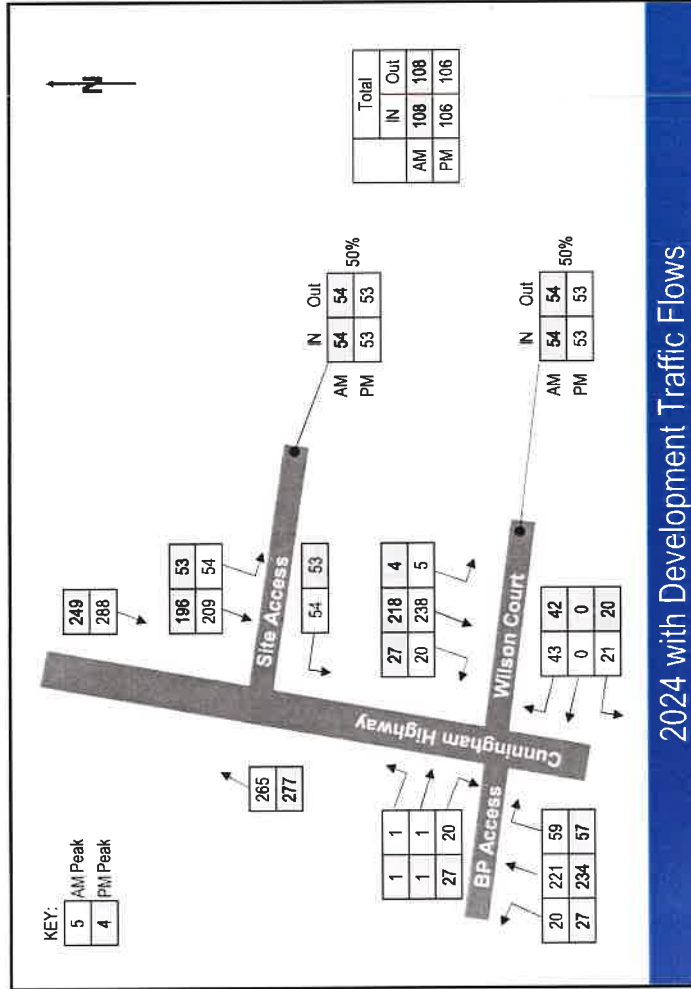 KEY:
5 AM Peak
4 PM Peak
N
249
288
265
277
196 53
209 54
Site Access
54 53
Cunningham Highway
IN Out
AM 54 54
PM 53 53
50%
Total
IN Out
AM 108 108
PM 106 106
1 1
1 1
27 20
BP Access
27 218 4
20 238 5
Wilson Court
20 221 59
27 234 57
43 42
0 0
21 20
IN Out
AM 54 54
PM 53 53
50%
2024 with Development Traffic Flows